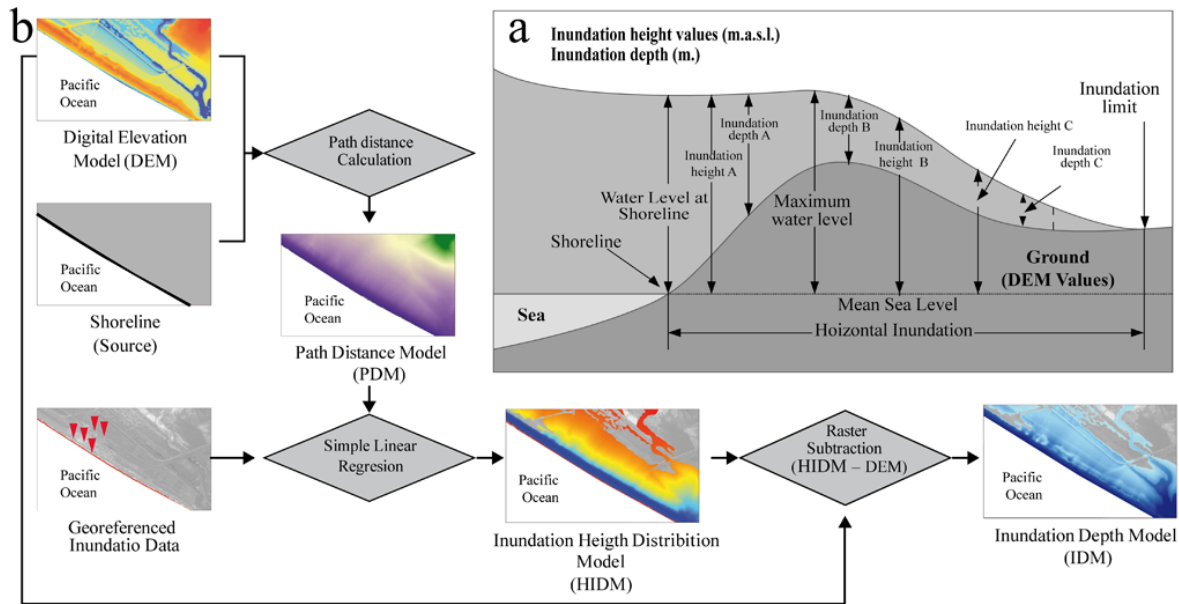 b
Pacific
Ocean
Digital Elevation
Model (DEM)
Pacific
Ocean
Shoreline
(Source)
Pacific
Ocean
Georeferenced
Inundatio Data
Path distance
Calculation
Pacific
Ocean
Path Distance Model
(PDM)
Simple Linear
Regresion
Pacific
Ocean
Inundation Heigth Distribition
Model
(HIDM)
Raster
Subtraction
(HIDM – DEM)
Pacific
Ocean
Inundation Depth Model
(IDM)
a
Inundation height values (m.a.s.l.)
Inundation depth (m.)
Inundation
limit
Inundation
depth A
Inundation
height A
Inundation
depth B
Inundation
height B
Inundation height C
Inundation
depth C
Water Level at
Shoreline
Maximum
water level
Shoreline
Ground
(DEM Values)
Sea
Mean Sea Level
Hoizontal Inundation